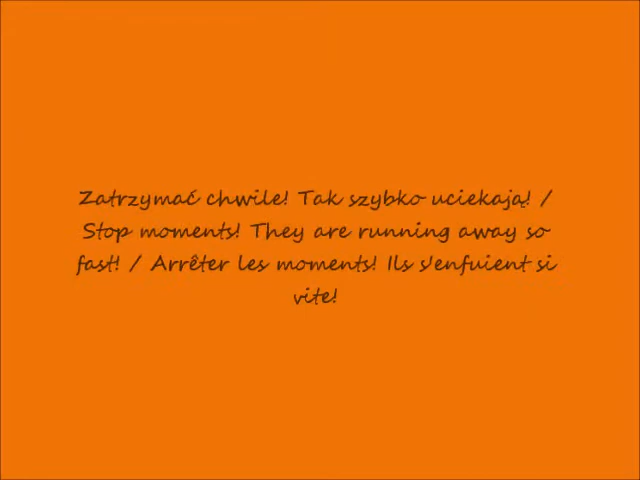 Zatrzymać chwile! Tak szybko uciekają! /
Stop moments! They are running away so
fast! / Arrêter les moments! Ils s'enfuient si
vite!